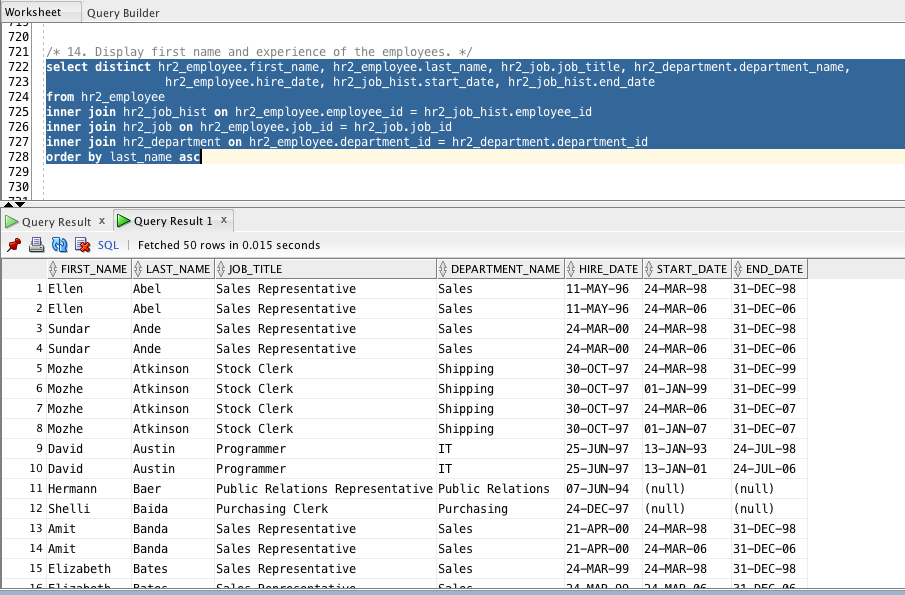 Worksheet Query Builder
719
720
721 /* 14. Display first name and experience of the employees. */
722 select distinct hr2_employee.first_name, hr2_employee.last_name, hr2_job.job_title, hr2_department.department_name,
723 hr2_employee.hire_date, hr2_job_hist.start_date, hr2_job_hist.end_date
724 from hr2_employee
725 inner join hr2_job_hist on hr2_employee.employee_id = hr2_job_hist.employee_id
726 inner join hr2_job on hr2_employee.job_id = hr2_job.job_id
727 inner join hr2_department on hr2_employee.department_id = hr2_department.department_id
728 order by last_name asc
729
730
731
Query Result x Query Result 1 x
SQL | Fetched 50 rows in 0.015 seconds
FIRST_NAME LAST_NAME JOB_TITLE DEPARTMENT_NAME HIRE_DATE START_DATE END_DATE
1 Ellen Abel Sales Representative Sales 11-MAY-96 24-MAR-98 31-DEC-98
2 Ellen Abel Sales Representative Sales 11-MAY-96 24-MAR-06 31-DEC-06
3 Sundar Ande Sales Representative Sales 24-MAR-00 24-MAR-98 31-DEC-98
4 Sundar Ande Sales Representative Sales 24-MAR-00 24-MAR-06 31-DEC-06
5 Mozhe Atkinson Stock Clerk Shipping 30-OCT-97 24-MAR-98 31-DEC-99
6 Mozhe Atkinson Stock Clerk Shipping 30-OCT-97 01-JAN-99 31-DEC-99
7 Mozhe Atkinson Stock Clerk Shipping 30-OCT-97 24-MAR-06 31-DEC-07
8 Mozhe Atkinson Stock Clerk Shipping 30-OCT-97 01-JAN-07 31-DEC-07
9 David Austin Programmer IT 25-JUN-97 13-JAN-93 24-JUL-98
10 David Austin Programmer IT 25-JUN-97 13-JAN-01 24-JUL-06
11 Hermann Baer Public Relations Representative Public Relations 07-JUN-94 (null) (null)
12 Shelli Baida Purchasing Clerk Purchasing 24-DEC-97 (null) (null)
13 Amit Banda Sales Representative Sales 21-APR-00 24-MAR-98 31-DEC-98
14 Amit Banda Sales Representative Sales 21-APR-00 24-MAR-06 31-DEC-06
15 Elizabeth Bates Sales Representative Sales 24-MAR-99 24-MAR-98 31-DEC-98
16 Elizabeth Bates Sales Representative Sales 24-MAR-99 24-MAR-06 31-DEC-06